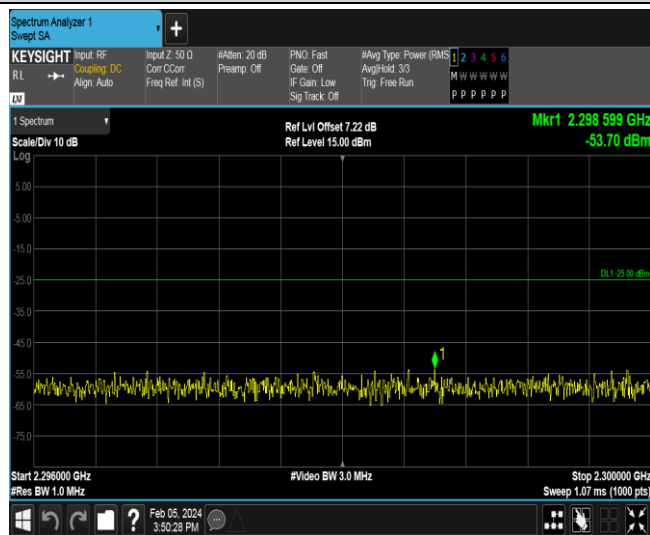 Spectrum Analyzer 1
Swept SA
+
KEYSIGHT
RL
LXI
Input: RF
Coupling: DC
Align: Auto
Input Z: 50 Ω
Corr CCorr
Freq Ref: Int (S)
#Atten: 20 dB
Preamp: Off
PNO: Fast
Gate: Off
IF Gain: Low
Sig Track: Off
#Avg Type: Power (RMS
Avg|Hold: 3/3
Trig: Free Run
1 2 3 4 5 6
M W W W W W
P P P P P P
1 Spectrum
Scale/Div 10 dB
Log
Ref Lvl Offset 7.22 dB
Ref Level 15.00 dBm
Mkr1 2.298 599 GHz
-53.70 dBm
5.00
-5.00
-15.0
-25.0
DL1 -25.00 dBm
-35.0
-45.0
1
-55.0
-65.0
-75.0
Start 2.296000 GHz
#Video BW 3.0 MHz
Stop 2.300000 GHz
#Res BW 1.0 MHz
Sweep 1.07 ms (1000 pts)
?
Feb 05, 2024
3:50:28 PM